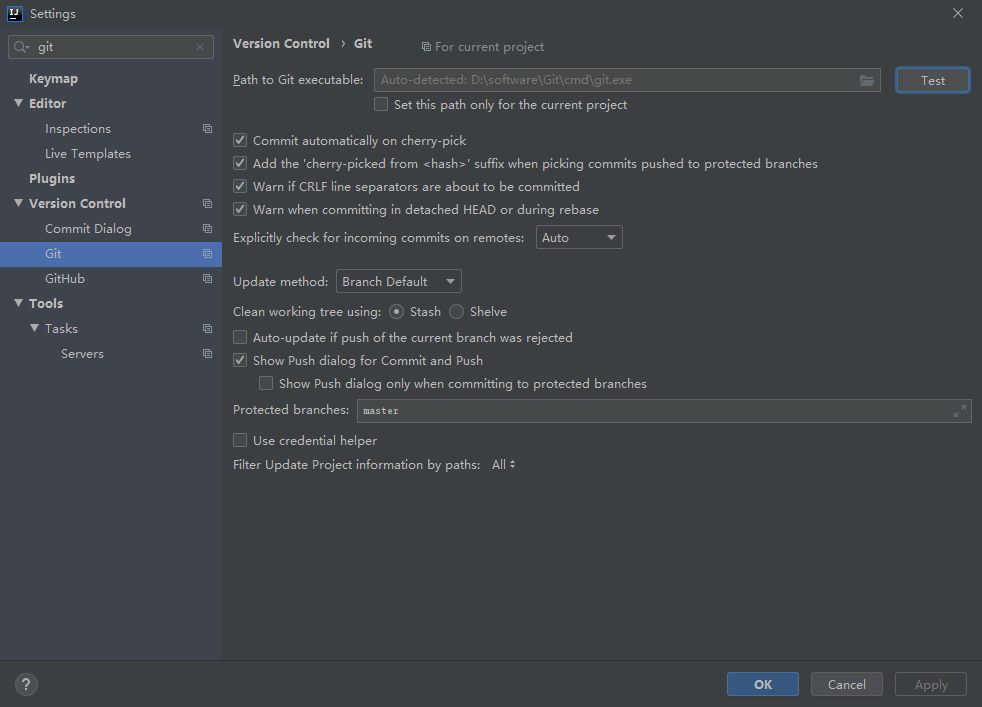 IJ
Settings
git
Keymap
Editor
Inspections
Live Templates
Plugins
Version Control
Commit Dialog
Git
GitHub
Tools
Tasks
Servers
Version Control › Git
For current project
Path to Git executable: Auto-detected: D:\software\Git\cmd\git.exe Test
Set this path only for the current project
Commit automatically on cherry-pick
Add the 'cherry-picked from <hash>' suffix when picking commits pushed to protected branches
Warn if CRLF line separators are about to be committed
Warn when committing in detached HEAD or during rebase
Explicitly check for incoming commits on remotes: Auto
Update method: Branch Default
Clean working tree using: Stash Shelve
Auto-update if push of the current branch was rejected
Show Push dialog for Commit and Push
Show Push dialog only when committing to protected branches
Protected branches: master
Use credential helper
Filter Update Project information by paths: All
?
OK Cancel Apply